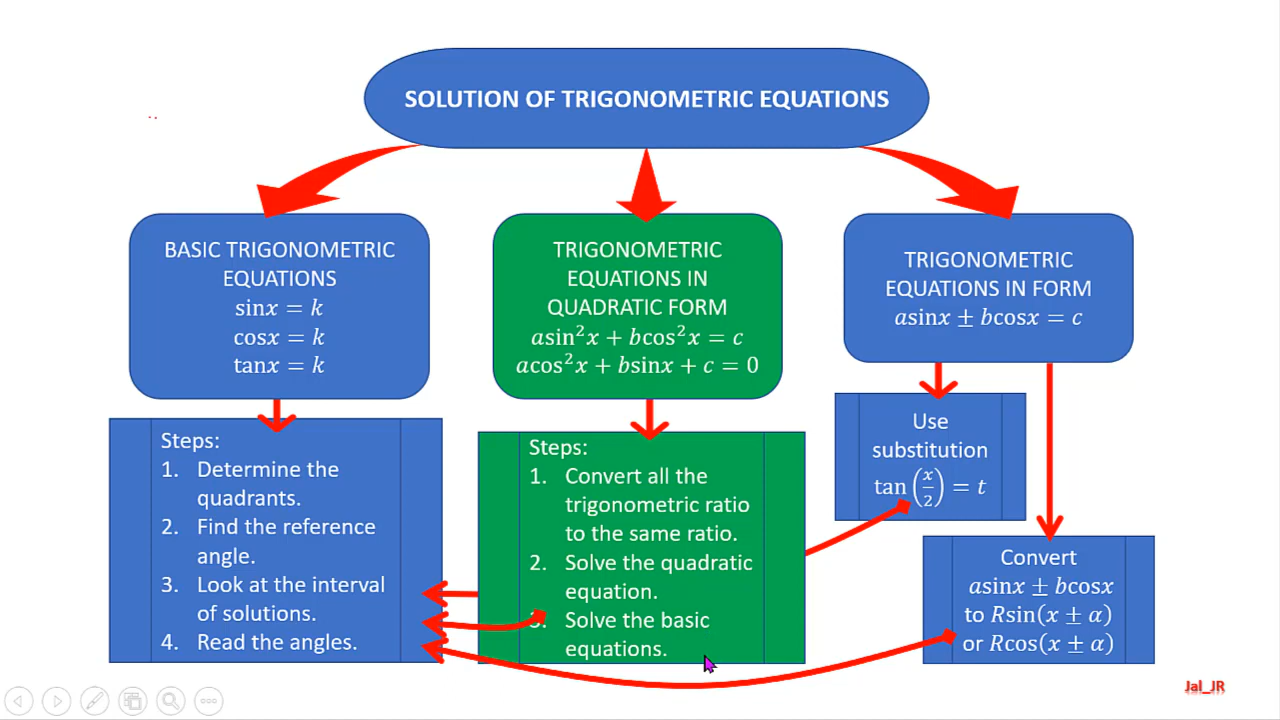 SOLUTION OF TRIGONOMETRIC EQUATIONS
BASIC TRIGONOMETRIC
EQUATIONS
sinx = k
cosx = k
tanx = k
Steps:
1. Determine the
quadrants.
2. Find the reference
angle.
3. Look at the interval
of solutions.
4. Read the angles.
TRIGONOMETRIC
EQUATIONS IN
QUADRATIC FORM
asin²x + bcos²x = c
acos²x + bsinx + c = 0
Steps:
1. Convert all the
trigonometric ratio
to the same ratio.
2. Solve the quadratic
equation.
3. Solve the basic
equations.
TRIGONOMETRIC
EQUATIONS IN FORM
asinx ± bcosx = c
Use
substitution
tan(x/2) = t
Convert
asinx ± bcosx
to Rsin(x ± α)
or Rcos(x ± α)
Jal_JR